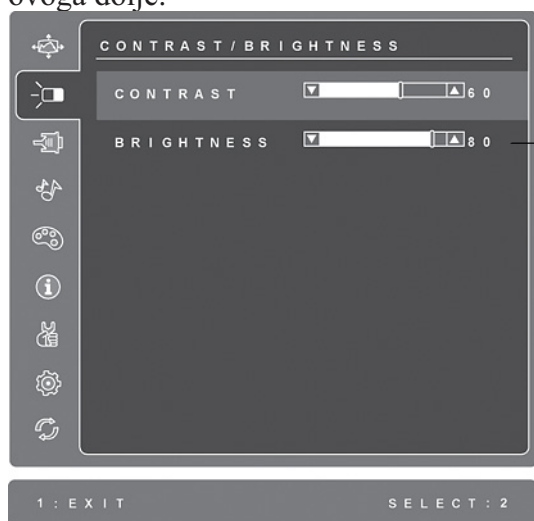 ovoga dolje:
CONTRAST/BRIGHTNESS
CONTRAST 60
BRIGHTNESS 80
1:EXIT SELECT:2